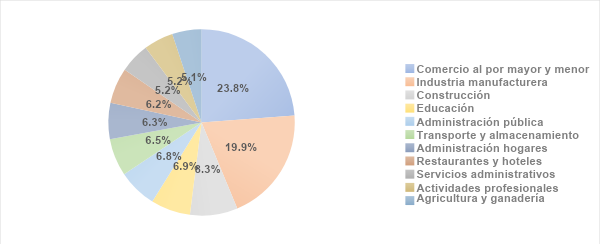 5.1%
5.2%
5.2%
23.8%
6.2%
6.3%
6.5%
19.9%
6.8%
6.9%
8.3%
Comercio al por mayor y menor
Industria manufacturera
Construcción
Educación
Administración pública
Transporte y almacenamiento
Administración hogares
Restaurantes y hoteles
Servicios administrativos
Actividades profesionales
Agricultura y ganadería